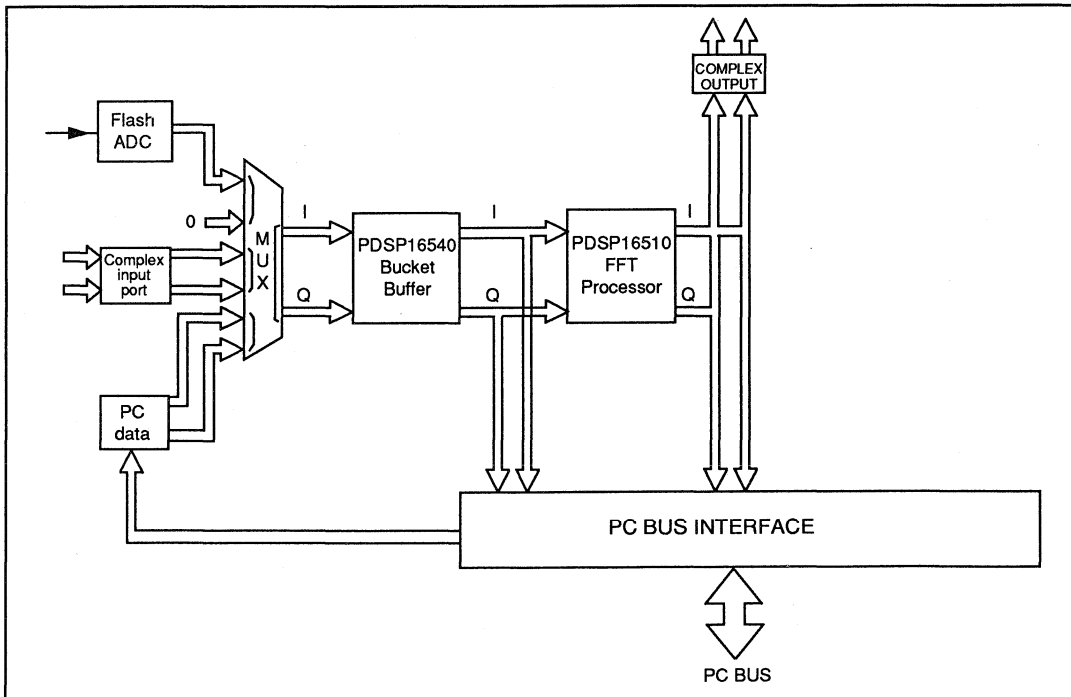 COMPLEX
OUTPUT
Flash
ADC
0
Complex
input
port
PC
data
M
U
X
I
Q
PDSP16540
Bucket
Buffer
I
Q
PDSP16510
FFT
Processor
I
Q
PC BUS INTERFACE
PC BUS